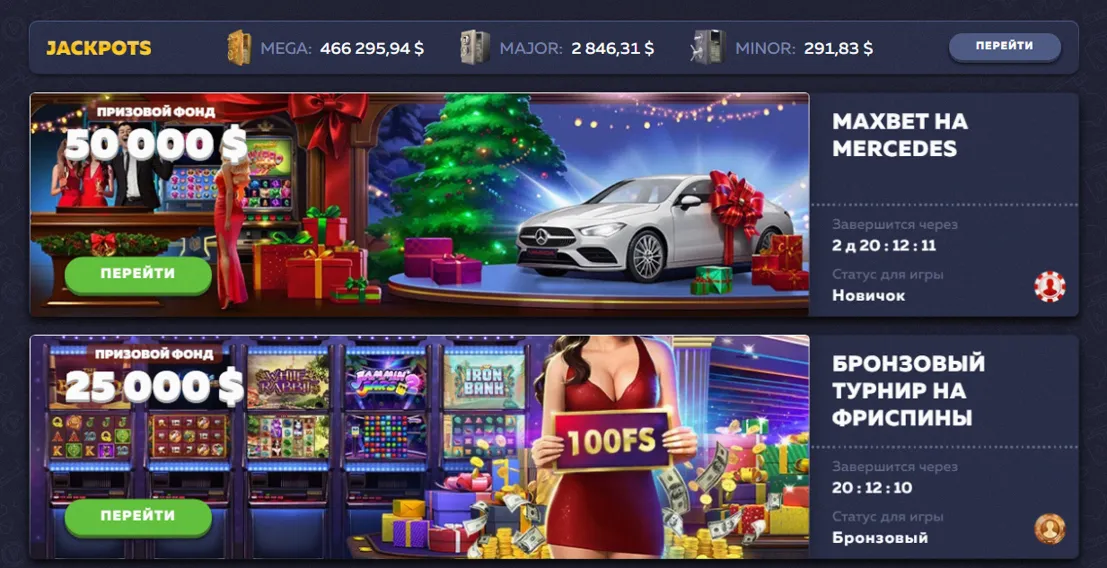 JACKPOTS
MEGA: 466 295,94 $
MAJOR: 2 846,31 $
MINOR: 291,83 $
ПЕРЕЙТИ
ПРИЗОВОЙ ФОНД
50 000 $
ПЕРЕЙТИ
MAXBET НА
MERCEDES
Завершится через
2 д 20 : 12 : 11
Статус для игры
Новичок
ПРИЗОВОЙ ФОНД
25 000 $
WHITE
RABBIT
JAMMIN'
JARS 2
IRON
BANK
100FS
ПЕРЕЙТИ
БРОНЗОВЫЙ
ТУРНИР НА
ФРИСПИНЫ
Завершится через
20 : 12 : 10
Статус для игры
Бронзовый